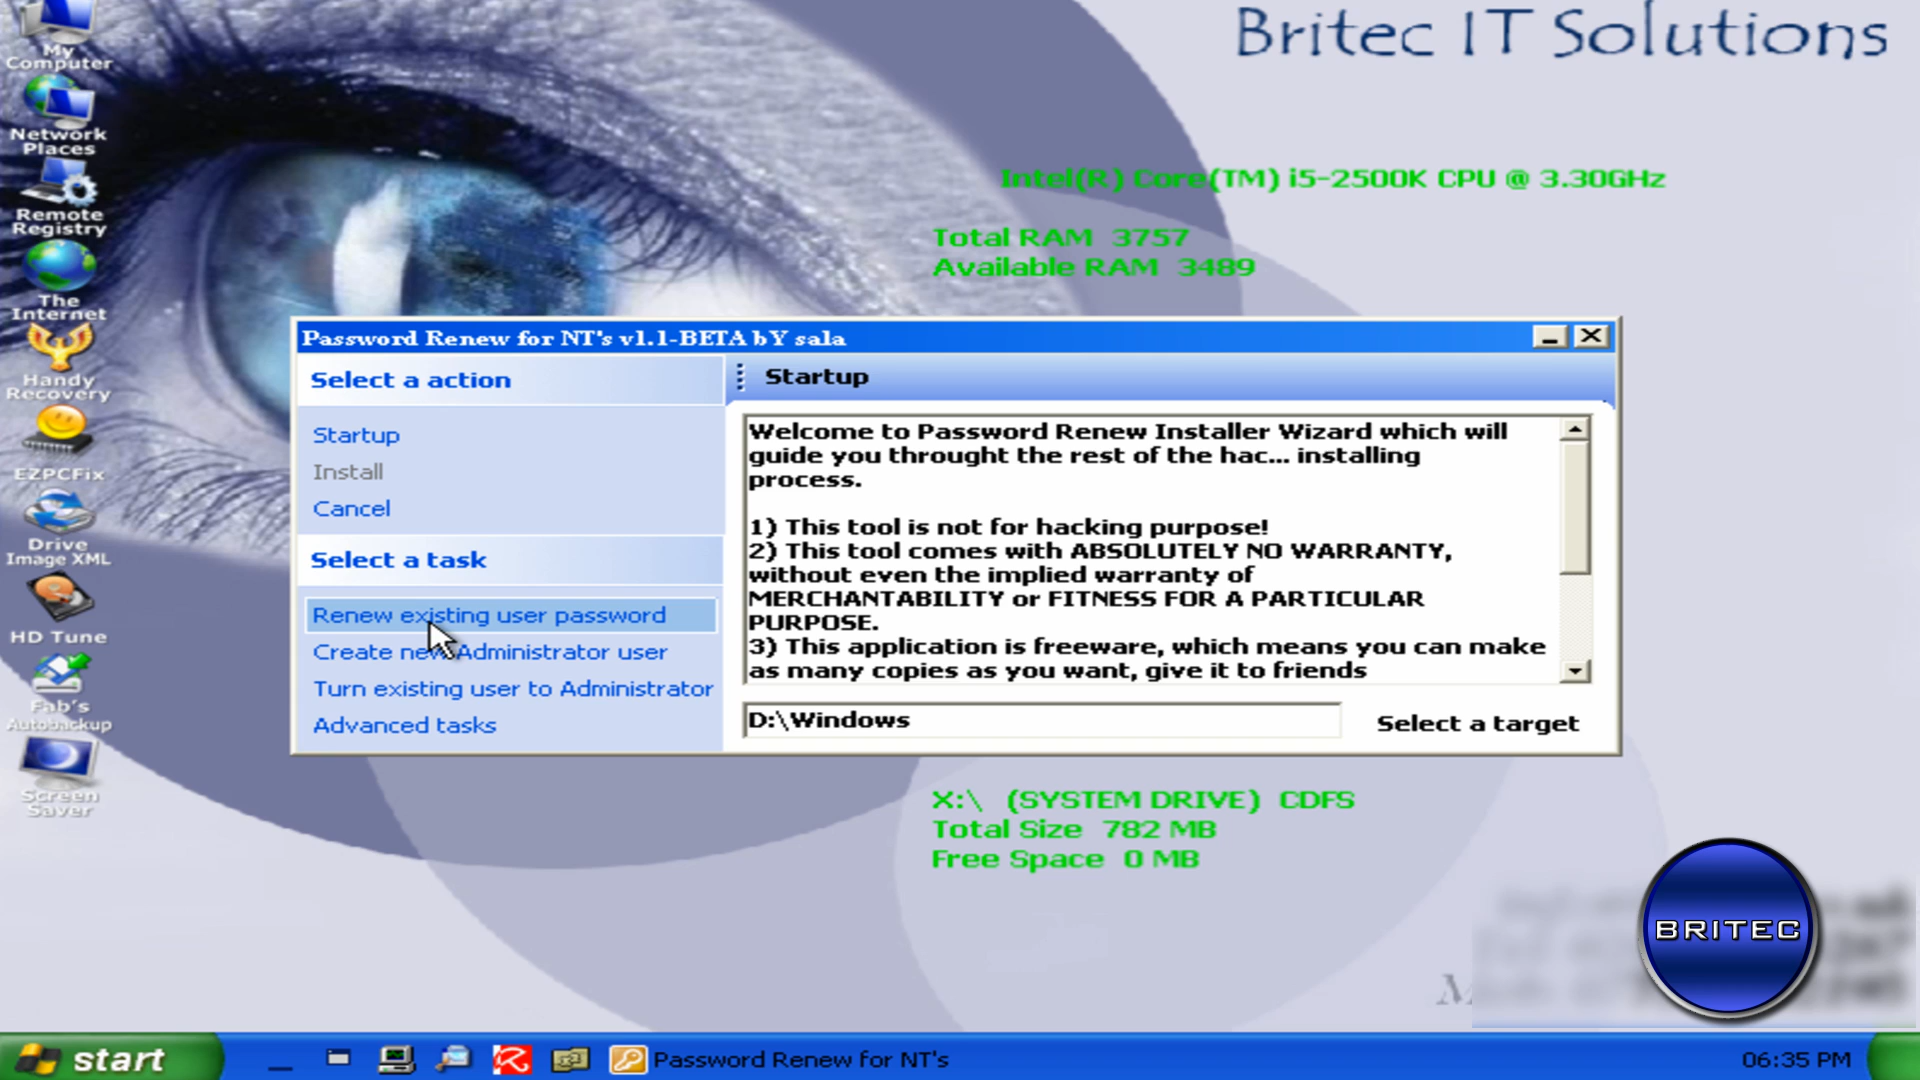 Britec IT Solutions
My
Computer
Network
Places
Remote
Registry
The
Internet
Handy
Recovery
EZPCFix
Drive
Image XML
HD Tune
Fab's
Autobackup
Screen
Saver
Intel(R) Core(TM) i5-2500K CPU @ 3.30GHz
Total RAM 3757
Available RAM 3489
Password Renew for NT's v1.1-BETA bY sala
Select a action
Startup
Install
Cancel
Select a task
Renew existing user password
Create new Administrator user
Turn existing user to Administrator
Advanced tasks
Startup
Welcome to Password Renew Installer Wizard which will
guide you throught the rest of the hac... installing
process.
1) This tool is not for hacking purpose!
2) This tool comes with ABSOLUTELY NO WARRANTY,
without even the implied warranty of
MERCHANTABILITY or FITNESS FOR A PARTICULAR
PURPOSE.
3) This application is freeware, which means you can make
as many copies as you want, give it to friends
D:\Windows
Select a target
X:\ (SYSTEM DRIVE) CDFS
Total Size 782 MB
Free Space 0 MB
BRITEC
start
Password Renew for NT's
06:35 PM